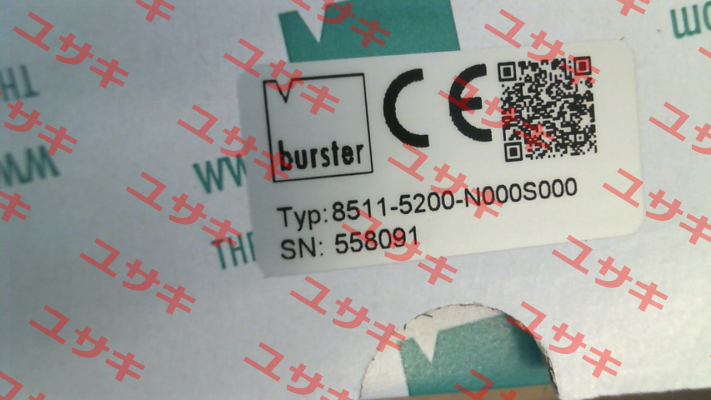 ユサキ
burster
CE
Typ: 8511-5200-N000S000
SN: 558091